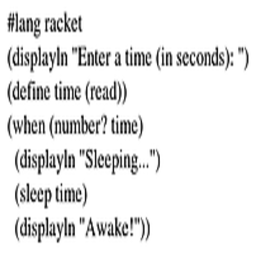 #lang racket
(displayln "Enter a time (in seconds): ")
(define time (read))
(when (number? time)
  (displayln "Sleeping...")
  (sleep time)
  (displayln "Awake!"))